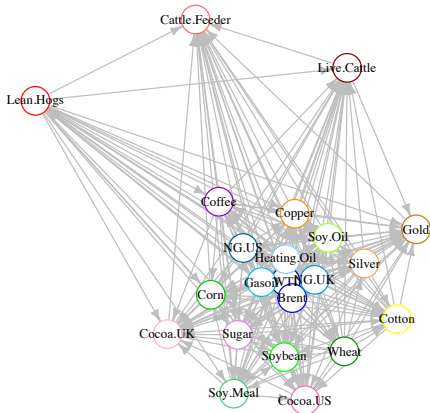 Cattle.Feeder
Live.Cattle
Lean.Hogs
Coffee
Copper
Gold
Soy.Oil
NG.US
Heating.Oil
Silver
Gasoil
WTI
NG.UK
Corn
Brent
Cotton
Cocoa.UK
Sugar
Soybean
Wheat
Soy.Meal
Cocoa.US